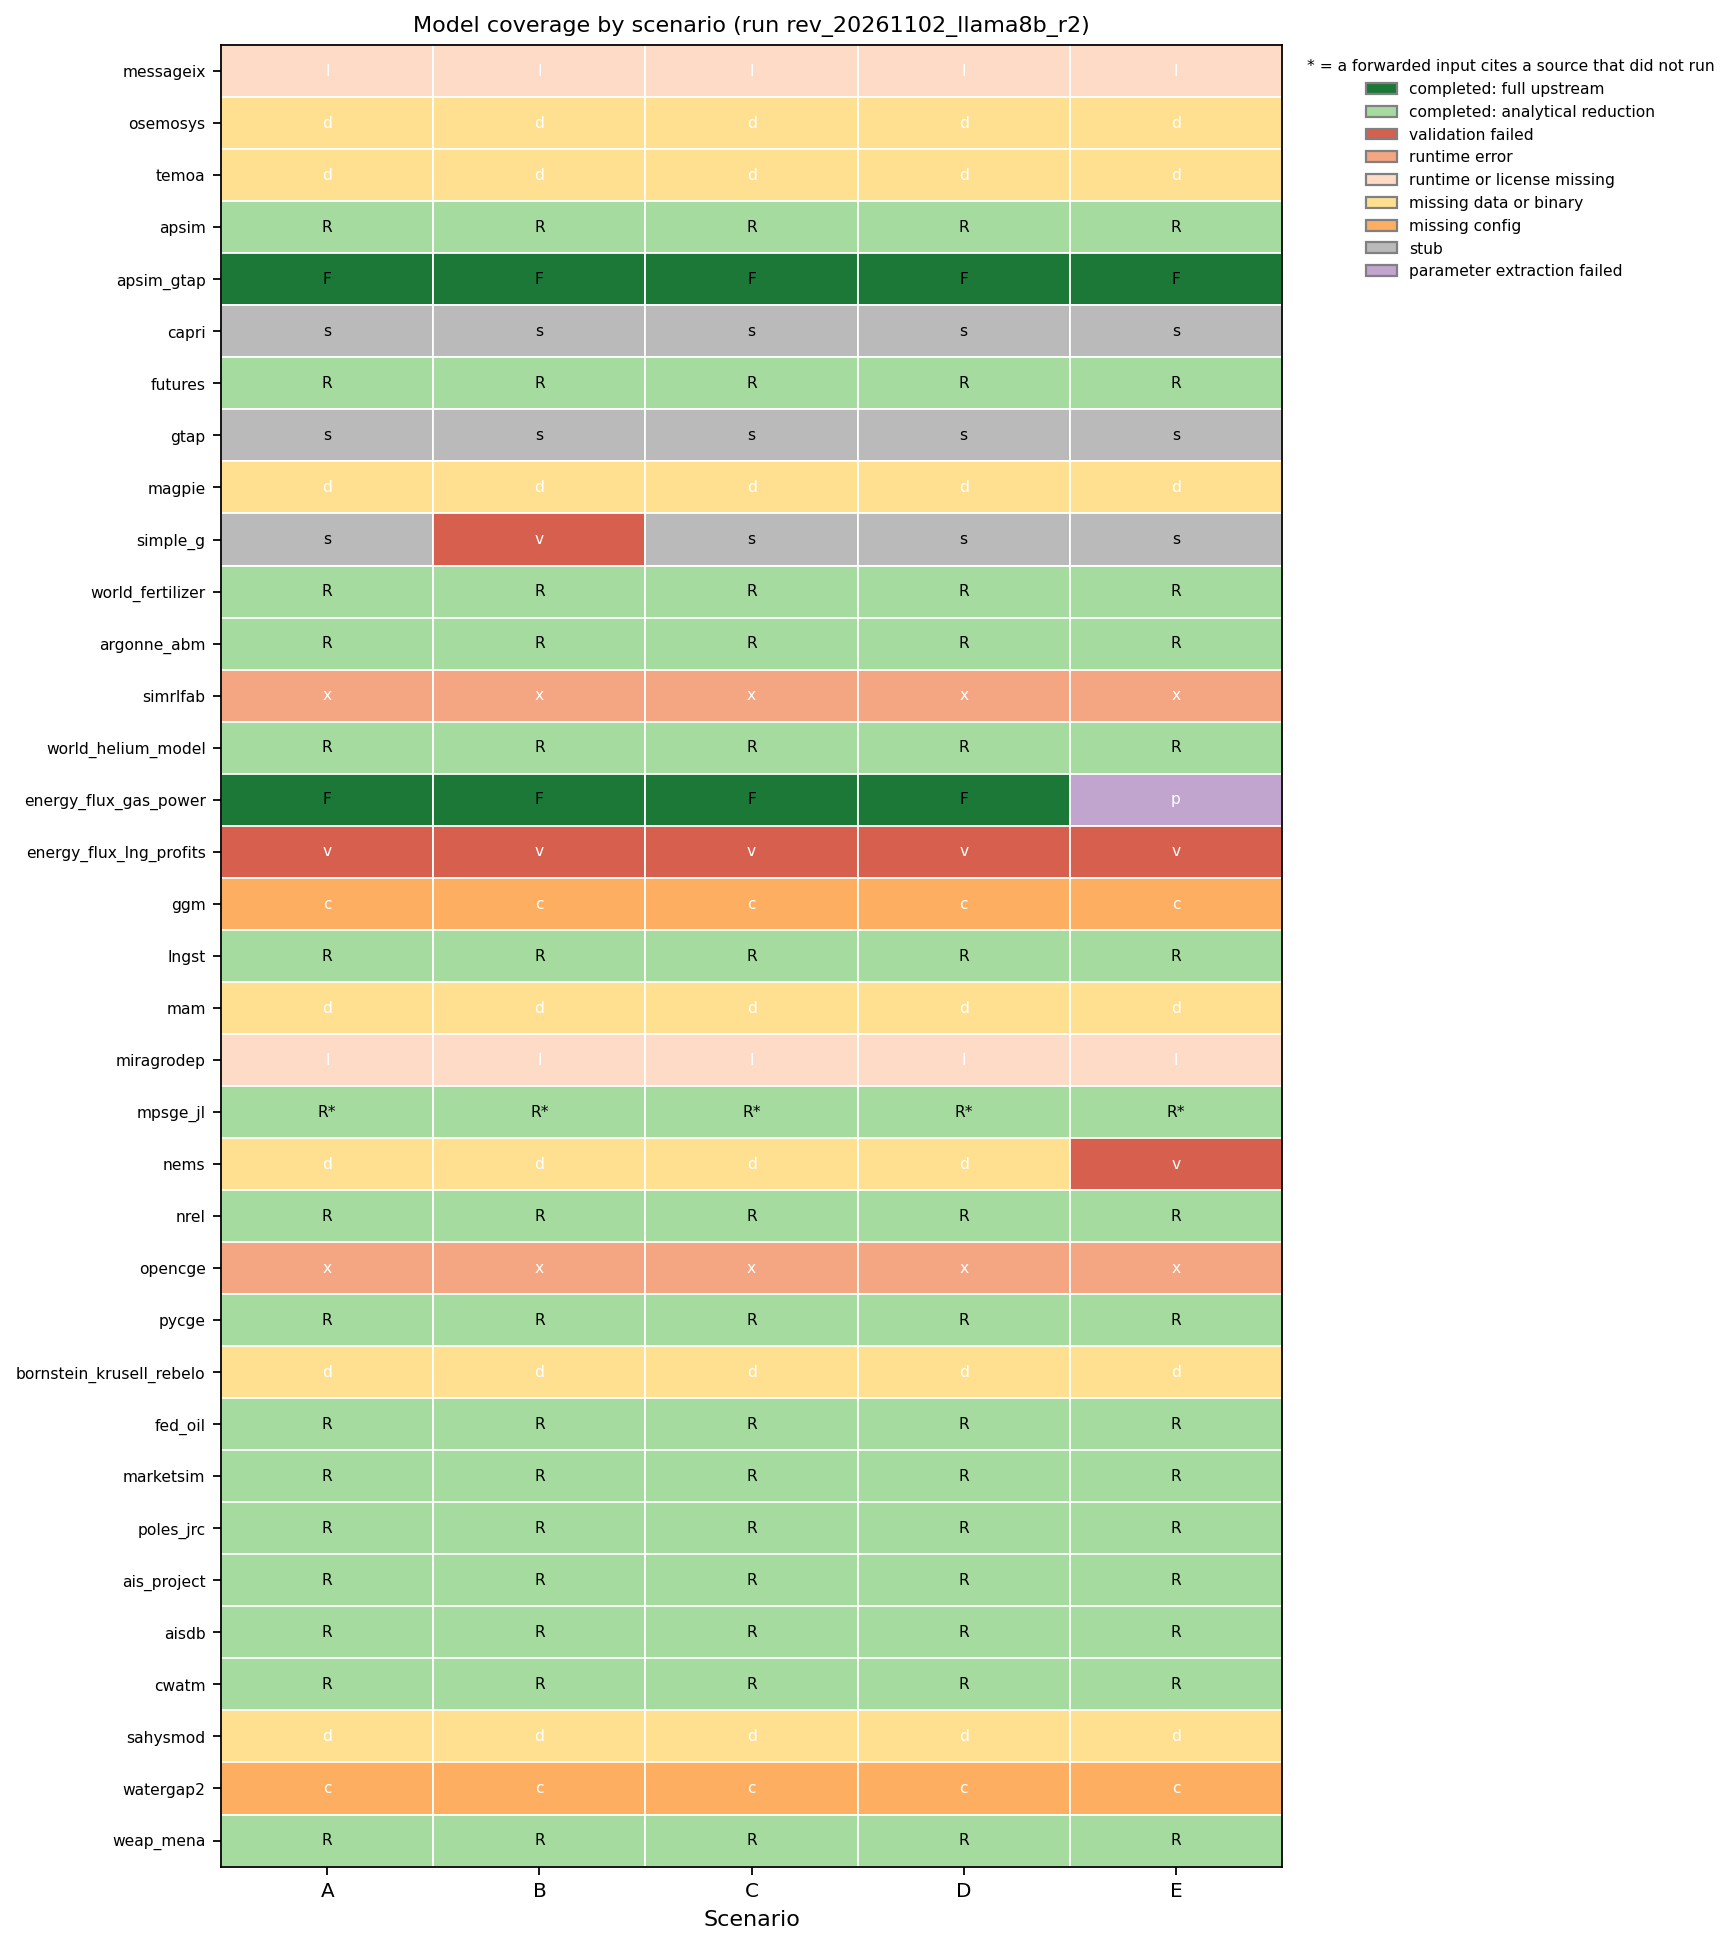 Model coverage by scenario (run rev_20261102_llama8b_r2)
* = a forwarded input cites a source that did not run
completed: full upstream
completed: analytical reduction
validation failed
runtime error
runtime or license missing
missing data or binary
missing config
stub
parameter extraction failed
messageix l l l l l
osemosys d d d d d
temoa d d d d d
apsim R R R R R
apsim_gtap F F F F F
capri s s s s s
futures R R R R R
gtap s s s s s
magpie d d d d d
simple_g s v s s s
world_fertilizer R R R R R
argonne_abm R R R R R
simrlfab x x x x x
world_helium_model R R R R R
energy_flux_gas_power F F F F p
energy_flux_lng_profits v v v v v
ggm c c c c c
lngst R R R R R
mam d d d d d
miragrodep l l l l l
mpsge_jl R* R* R* R* R*
nems d d d d v
nrel R R R R R
opencge x x x x x
pycge R R R R R
bornstein_krusell_rebelo d d d d d
fed_oil R R R R R
marketsim R R R R R
poles_jrc R R R R R
ais_project R R R R R
aisdb R R R R R
cwatm R R R R R
sahysmod d d d d d
watergap2 c c c c c
weap_mena R R R R R
A B C D E
Scenario